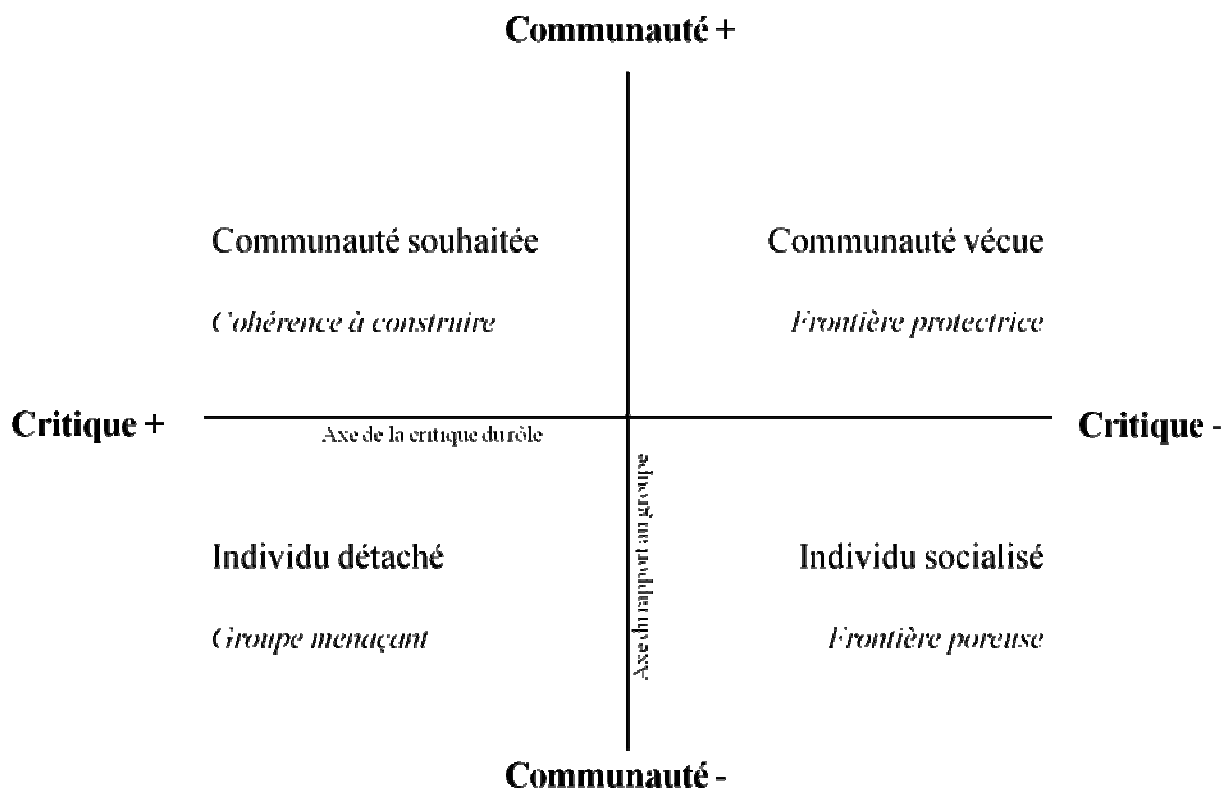 Communauté +
Communauté souhaitée
Communauté vécue
Cohérence à construire
Frontière protectrice
Critique +
Critique -
Axe de la critique du rôle
Axe du rapport au groupe
Individu détaché
Individu socialisé
Groupe menaçant
Frontière poreuse
Communauté -